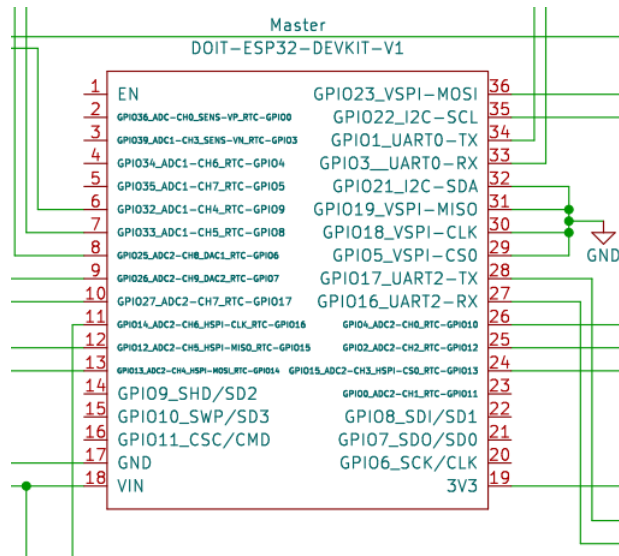 Master
DOIT-ESP32-DEVKIT-V1
1 EN GPIO23_VSPI-MOSI 36
2 GPIO36_ADC-CH0_SENS-VP_RTC-GPIO0 GPIO22_I2C-SCL 35
3 GPIO39_ADC1-CH3_SENS-VN_RTC-GPIO3 GPIO1_UART0-TX 34
4 GPIO34_ADC1-CH6_RTC-GPIO4 GPIO3__UART0-RX 33
5 GPIO35_ADC1-CH7_RTC-GPIO5 GPIO21_I2C-SDA 32
6 GPIO32_ADC1-CH4_RTC-GPIO9 GPIO19_VSPI-MISO 31
7 GPIO33_ADC1-CH5_RTC-GPIO8 GPIO18_VSPI-CLK 30
8 GPIO25_ADC2-CH8_DAC1_RTC-GPIO6 GPIO5_VSPI-CS0 29
GND
9 GPIO26_ADC2-CH9_DAC2_RTC-GPIO7 GPIO17_UART2-TX 28
10 GPIO27_ADC2-CH7_RTC-GPIO17 GPIO16_UART2-RX 27
11 GPIO14_ADC2-CH6_HSPI-CLK_RTC-GPIO16 GPIO4_ADC2-CH0_RTC-GPIO10 26
12 GPIO12_ADC2-CH5_HSPI-MISO_RTC-GPIO15 GPIO2_ADC2-CH2_RTC-GPIO12 25
13 GPIO13_ADC2-CH4_HSPI-MOSI_RTC-GPIO14 GPIO15_ADC2-CH3_HSPI-CS0_RTC-GPIO13 24
14 GPIO9_SHD/SD2 GPIO0_ADC2-CH1_RTC-GPIO11 23
15 GPIO10_SWP/SD3 GPIO8_SDI/SD1 22
16 GPIO11_CSC/CMD GPIO7_SDO/SD0 21
17 GND GPIO6_SCK/CLK 20
18 VIN 3V3 19